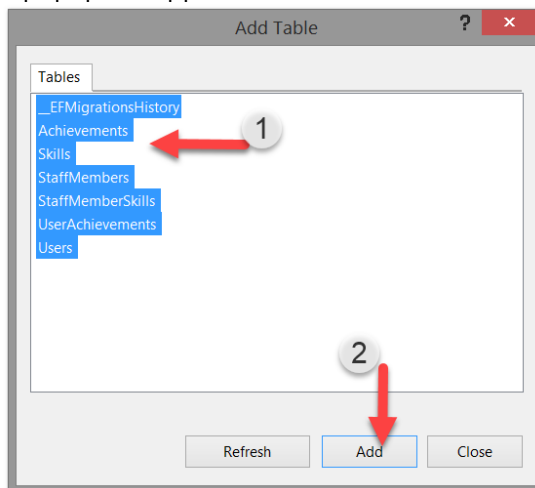 Add Table
?
×
Tables
__EFMigrationsHistory
Achievements
1
Skills
StaffMembers
StaffMemberSkills
UserAchievements
Users
2
Refresh
Add
Close